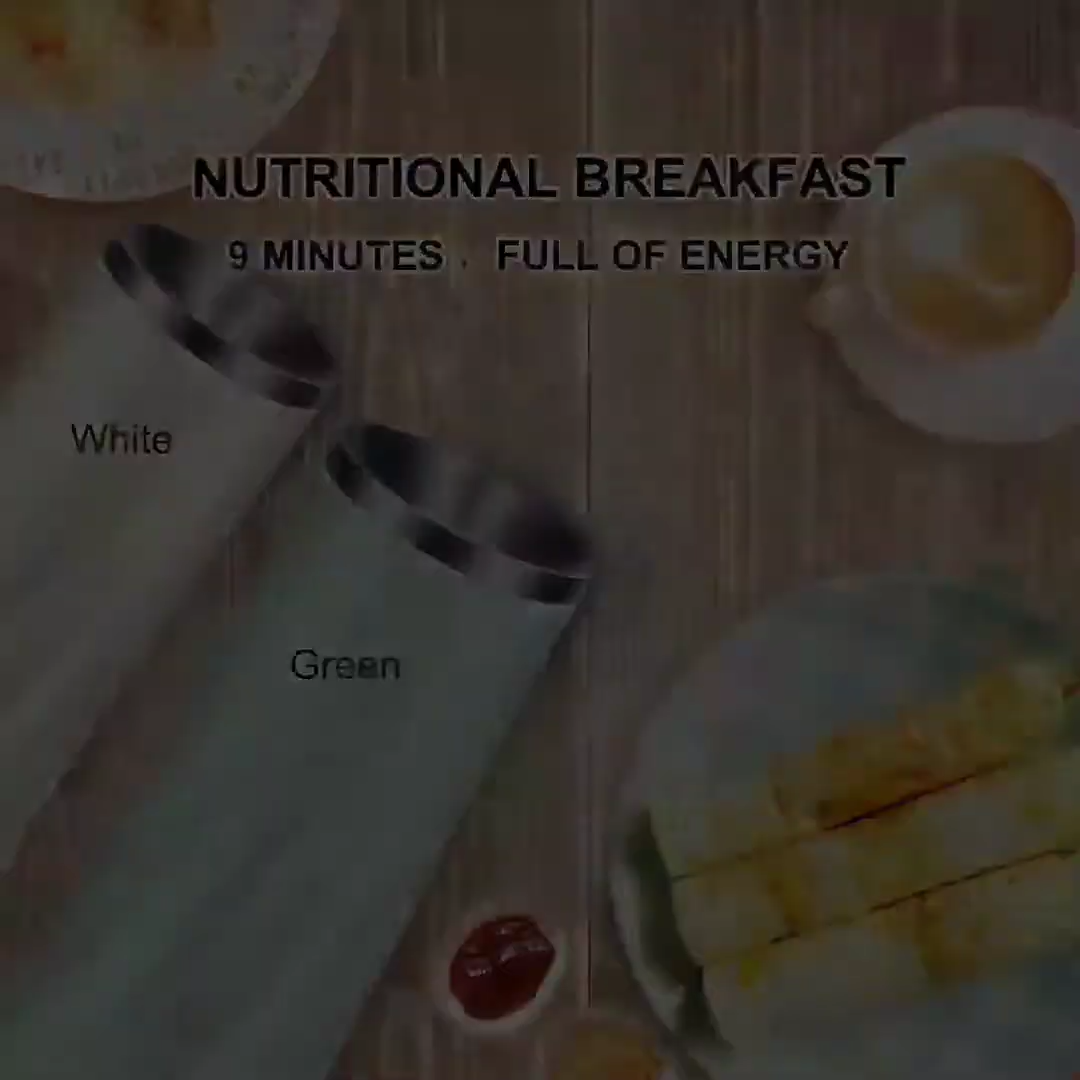 NUTRITIONAL BREAKFAST
9 MINUTES . FULL OF ENERGY
White
Green